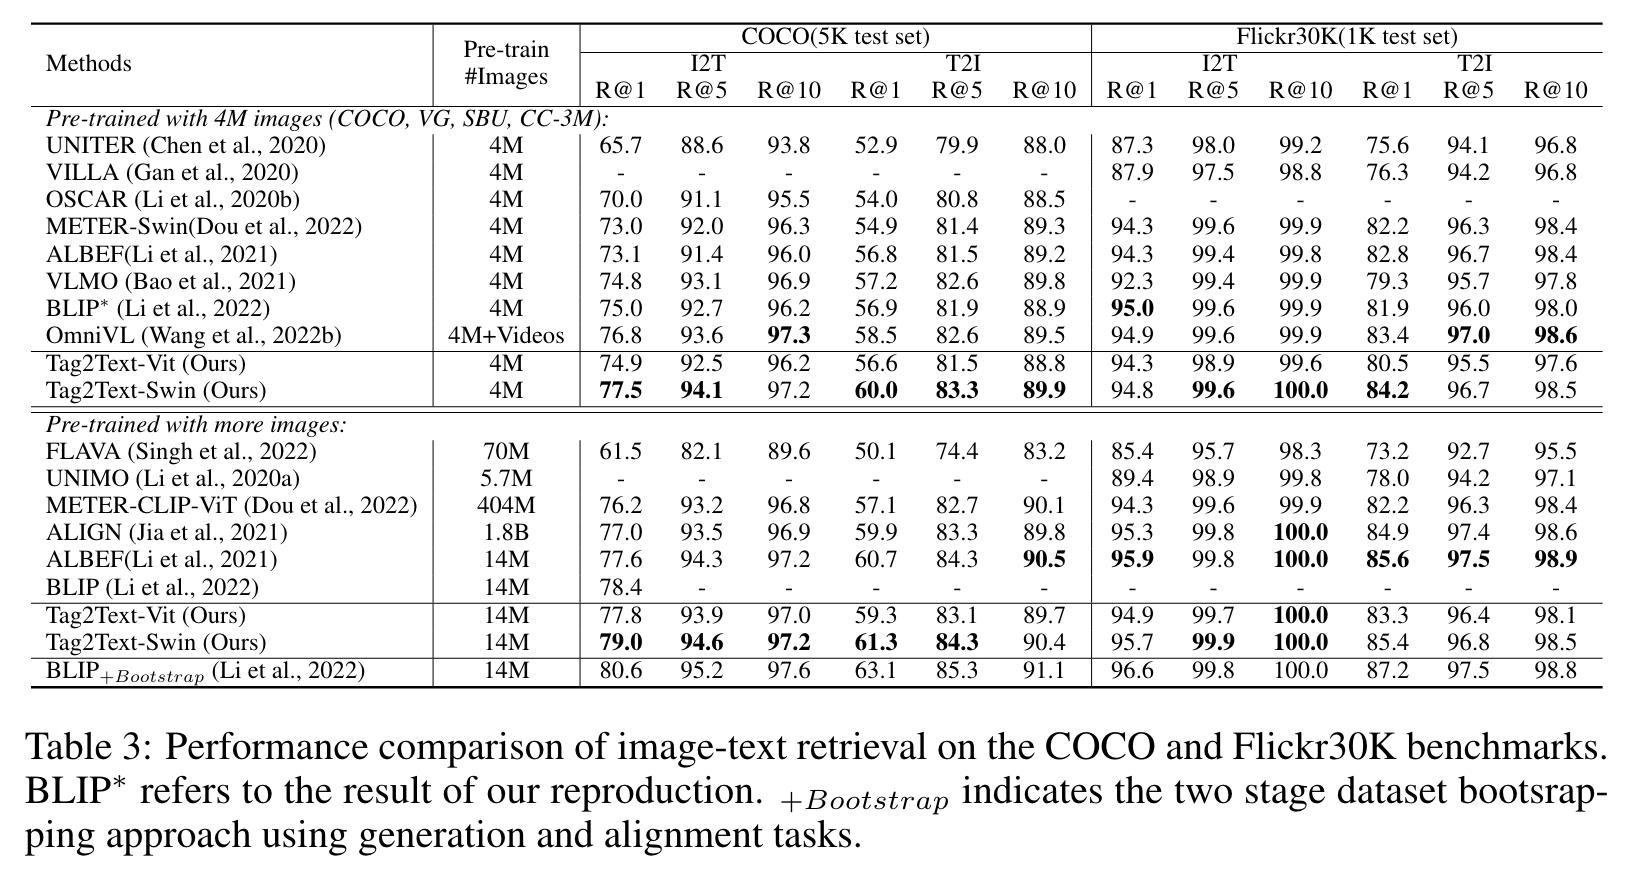 Methods Pre-train #Images COCO(5K test set) Flickr30K(1K test set)
I2T T2I I2T T2I
R@1 R@5 R@10 R@1 R@5 R@10 R@1 R@5 R@10 R@1 R@5 R@10
Pre-trained with 4M images (COCO, VG, SBU, CC-3M):
UNITER (Chen et al., 2020) 4M 65.7 88.6 93.8 52.9 79.9 88.0 87.3 98.0 99.2 75.6 94.1 96.8
VILLA (Gan et al., 2020) 4M - - - - - - 87.9 97.5 98.8 76.3 94.2 96.8
OSCAR (Li et al., 2020b) 4M 70.0 91.1 95.5 54.0 80.8 88.5 - - - - - -
METER-Swin(Dou et al., 2022) 4M 73.0 92.0 96.3 54.9 81.4 89.3 94.3 99.6 99.9 82.2 96.3 98.4
ALBEF(Li et al., 2021) 4M 73.1 91.4 96.0 56.8 81.5 89.2 94.3 99.4 99.8 82.8 96.7 98.4
VLMO (Bao et al., 2021) 4M 74.8 93.1 96.9 57.2 82.6 89.8 92.3 99.4 99.9 79.3 95.7 97.8
BLIP* (Li et al., 2022) 4M 75.0 92.7 96.2 56.9 81.9 88.9 95.0 99.6 99.9 81.9 96.0 98.0
OmniVL (Wang et al., 2022b) 4M+Videos 76.8 93.6 97.3 58.5 82.6 89.5 94.9 99.6 99.9 83.4 97.0 98.6
Tag2Text-Vit (Ours) 4M 74.9 92.5 96.2 56.6 81.5 88.8 94.3 98.9 99.6 80.5 95.5 97.6
Tag2Text-Swin (Ours) 4M 77.5 94.1 97.2 60.0 83.3 89.9 94.8 99.6 100.0 84.2 96.7 98.5
Pre-trained with more images:
FLAVA (Singh et al., 2022) 70M 61.5 82.1 89.6 50.1 74.4 83.2 85.4 95.7 98.3 73.2 92.7 95.5
UNIMO (Li et al., 2020a) 5.7M - - - - - - 89.4 98.9 99.8 78.0 94.2 97.1
METER-CLIP-ViT (Dou et al., 2022) 404M 76.2 93.2 96.8 57.1 82.7 90.1 94.3 99.6 99.9 82.2 96.3 98.4
ALIGN (Jia et al., 2021) 1.8B 77.0 93.5 96.9 59.9 83.3 89.8 95.3 99.8 100.0 84.9 97.4 98.6
ALBEF(Li et al., 2021) 14M 77.6 94.3 97.2 60.7 84.3 90.5 95.9 99.8 100.0 85.6 97.5 98.9
BLIP (Li et al., 2022) 14M 78.4 - - - - - - - - - - -
Tag2Text-Vit (Ours) 14M 77.8 93.9 97.0 59.3 83.1 89.7 94.9 99.7 100.0 83.3 96.4 98.1
Tag2Text-Swin (Ours) 14M 79.0 94.6 97.2 61.3 84.3 90.4 95.7 99.9 100.0 85.4 96.8 98.5
BLIP+Bootstrap (Li et al., 2022) 14M 80.6 95.2 97.6 63.1 85.3 91.1 96.6 99.8 100.0 87.2 97.5 98.8
Table 3: Performance comparison of image-text retrieval on the COCO and Flickr30K benchmarks.
BLIP* refers to the result of our reproduction. +Bootstrap indicates the two stage dataset bootsrap-
ping approach using generation and alignment tasks.